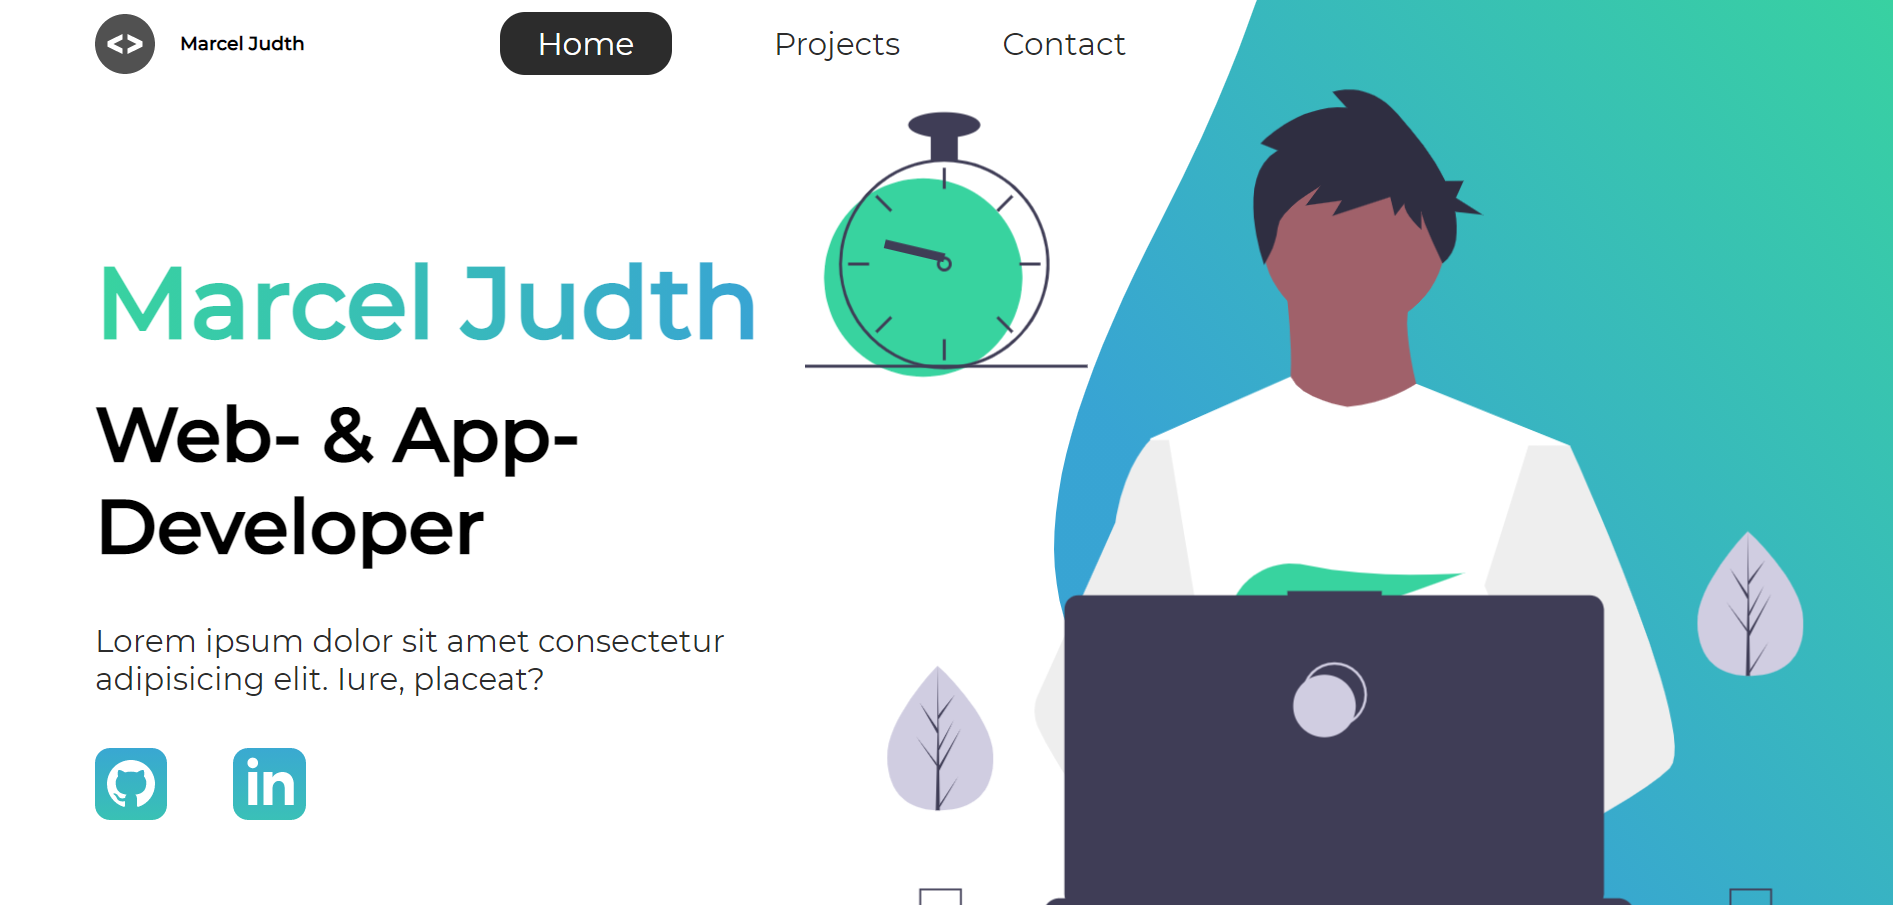 <> Marcel Judth
Home
Projects
Contact
Marcel Judth
Web- & App-
Developer
Lorem ipsum dolor sit amet consectetur
adipisicing elit. Iure, placeat?
in